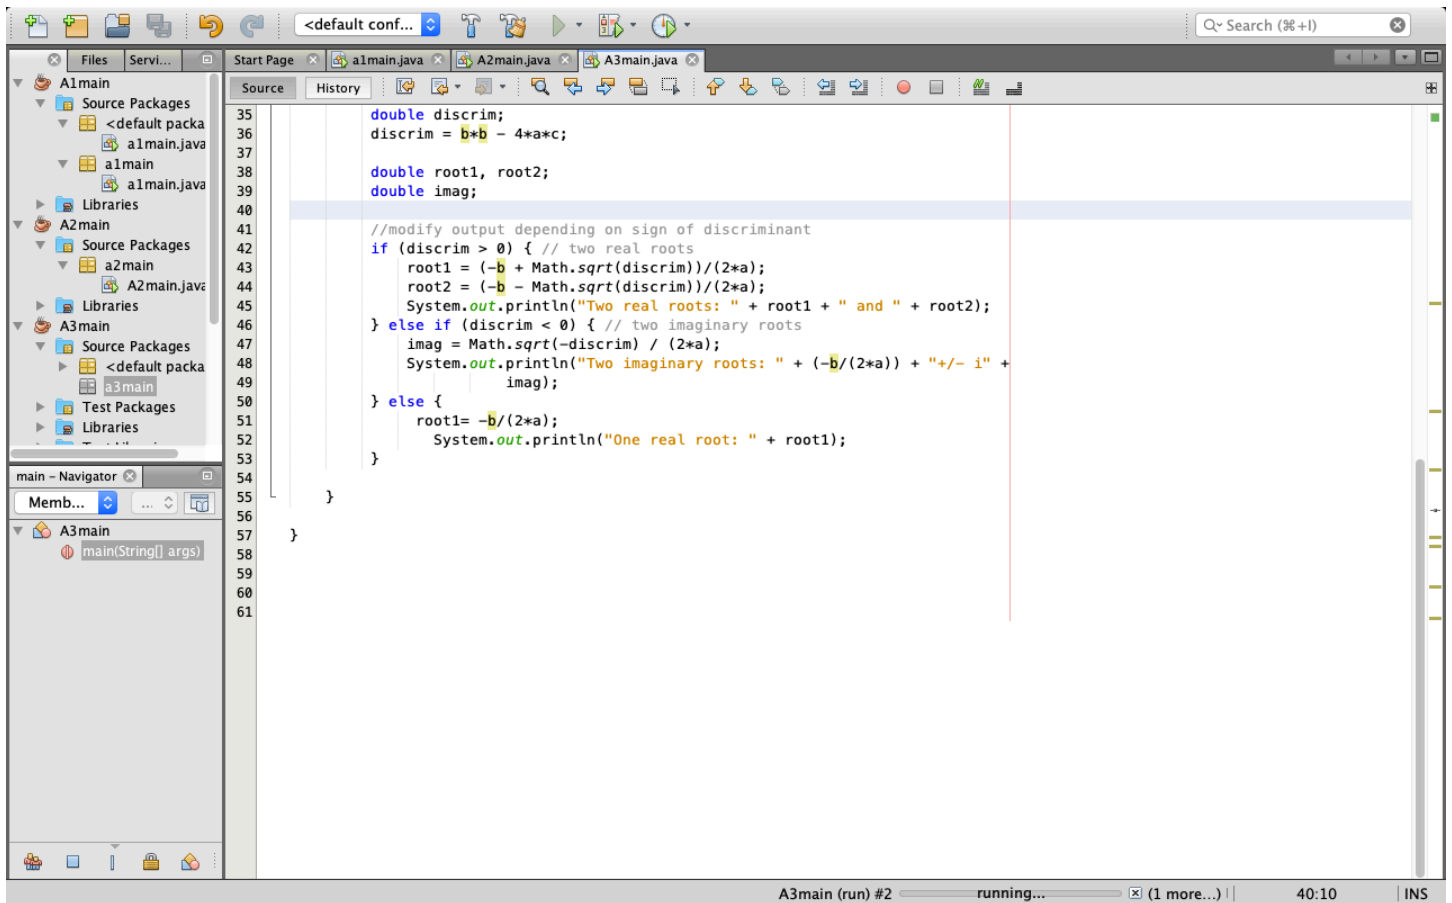 <default conf...
Search (⌘+I)
Files
Servi...
Start Page
a1main.java
A2main.java
A3main.java
Source
History
A1main
Source Packages
<default packa
a1main.java
a1main
a1main.java
Libraries
A2main
Source Packages
a2main
A2main.java
Libraries
A3main
Source Packages
<default packa
a3main
Test Packages
Libraries
main – Navigator
Memb...
...
A3main
main(String[] args)
35 double discrim;
36 discrim = b*b - 4*a*c;
37
38 double root1, root2;
39 double imag;
40
41 //modify output depending on sign of discriminant
42 if (discrim > 0) { // two real roots
43 root1 = (-b + Math.sqrt(discrim))/(2*a);
44 root2 = (-b - Math.sqrt(discrim))/(2*a);
45 System.out.println("Two real roots: " + root1 + " and " + root2);
46 } else if (discrim < 0) { // two imaginary roots
47 imag = Math.sqrt(-discrim) / (2*a);
48 System.out.println("Two imaginary roots: " + (-b/(2*a)) + "+/- i" +
49 imag);
50 } else {
51 root1= -b/(2*a);
52 System.out.println("One real root: " + root1);
53 }
54
55 }
56
57 }
58
59
60
61
A3main (run) #2
running...
(1 more...)
40:10
INS